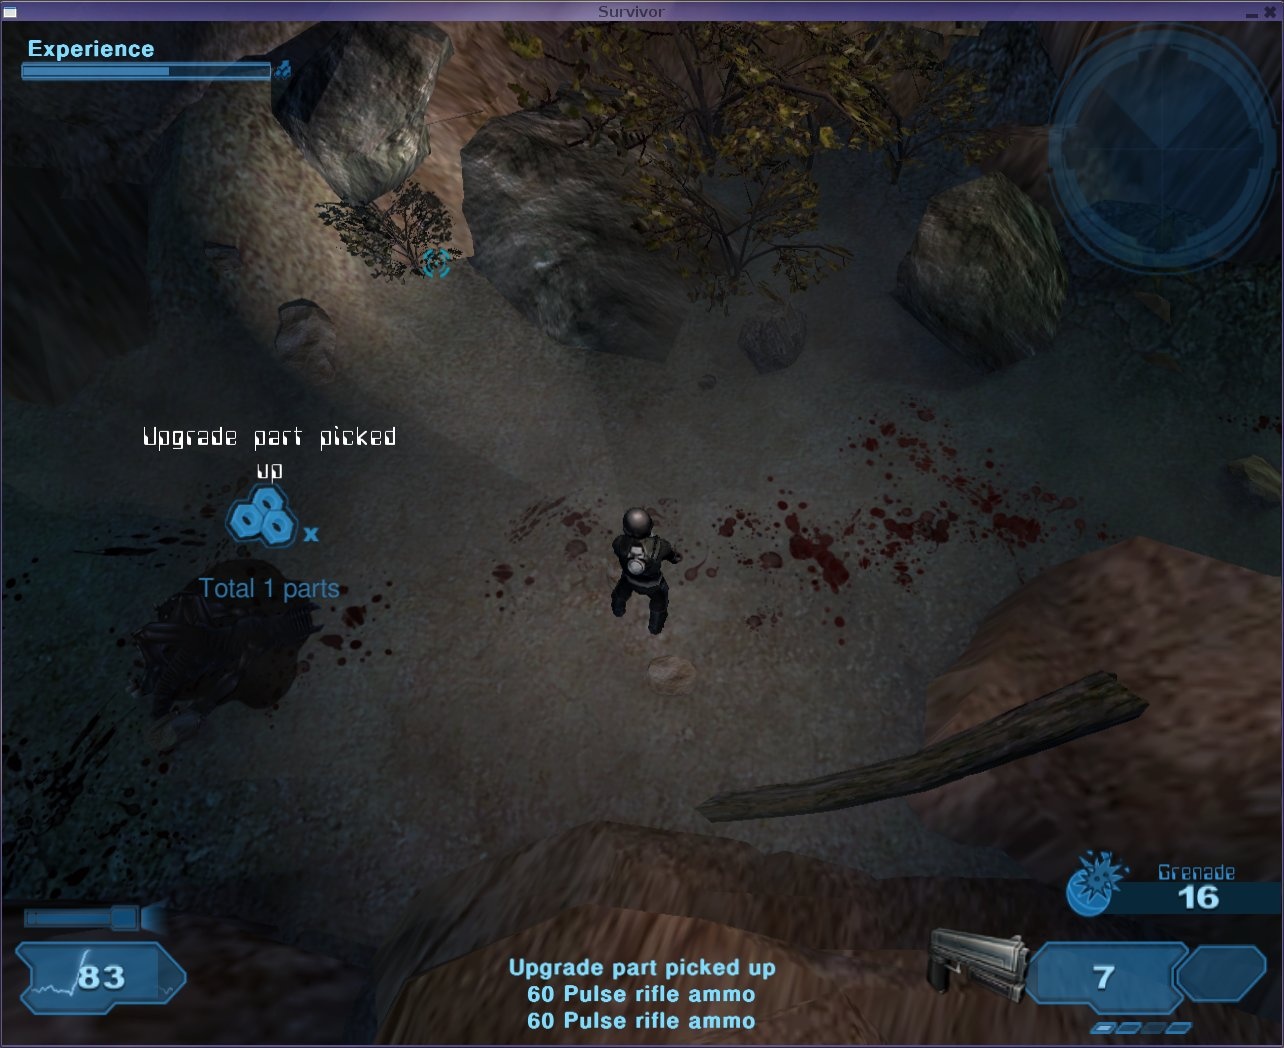 Survivor
Experience
Upgrade part picked
up
x
Total 1 parts
Grenade
16
83
7
Upgrade part picked up
60 Pulse rifle ammo
60 Pulse rifle ammo